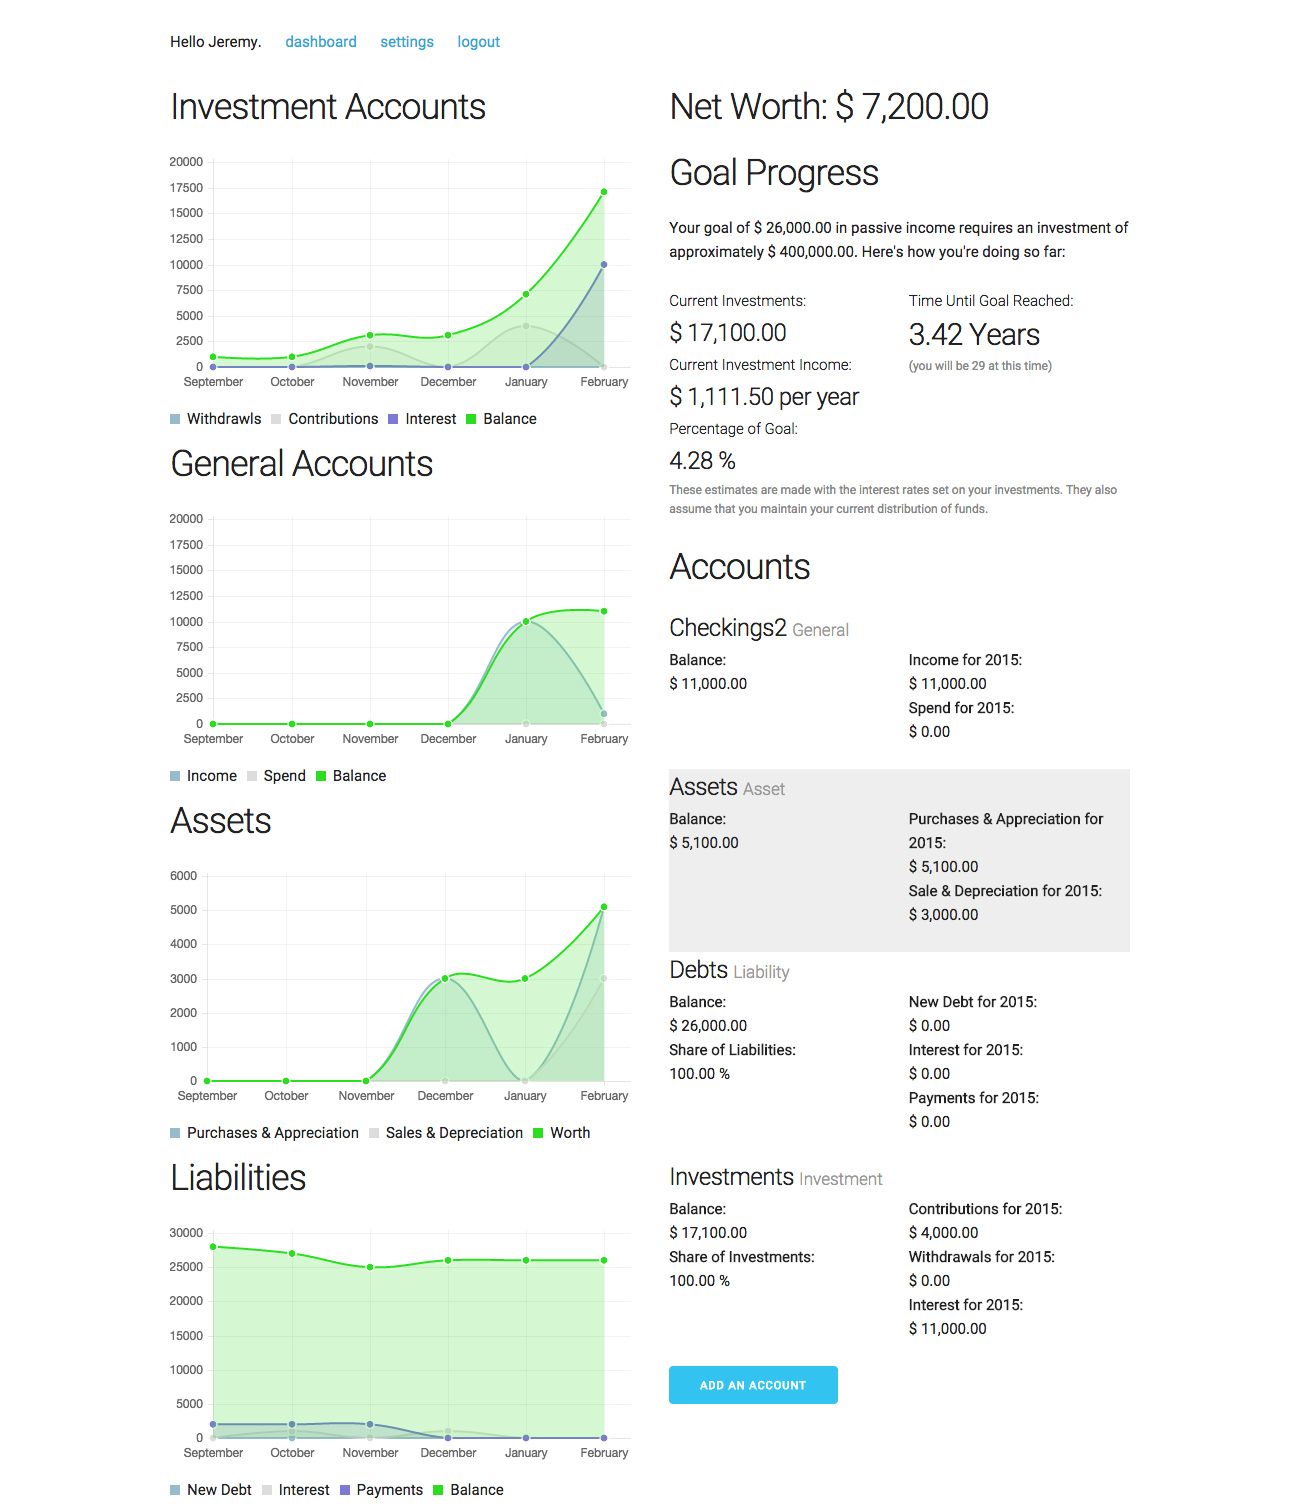 Hello Jeremy. dashboard settings logout
Investment Accounts
20000
17500
15000
12500
10000
7500
5000
2500
0
September October November December January February
Withdrawls Contributions Interest Balance
General Accounts
20000
17500
15000
12500
10000
7500
5000
2500
0
September October November December January February
Income Spend Balance
Assets
6000
5000
4000
3000
2000
1000
0
September October November December January February
Purchases & Appreciation Sales & Depreciation Worth
Liabilities
30000
25000
20000
15000
10000
5000
0
September October November December January February
New Debt Interest Payments Balance
Net Worth: $ 7,200.00
Goal Progress
Your goal of $ 26,000.00 in passive income requires an investment of
approximately $ 400,000.00. Here's how you're doing so far:
Current Investments:
$ 17,100.00
Current Investment Income:
$ 1,111.50 per year
Percentage of Goal:
4.28 %
Time Until Goal Reached:
3.42 Years
(you will be 29 at this time)
These estimates are made with the interest rates set on your investments. They also
assume that you maintain your current distribution of funds.
Accounts
Checkings2 General
Balance:
$ 11,000.00
Income for 2015:
$ 11,000.00
Spend for 2015:
$ 0.00
Assets Asset
Balance:
$ 5,100.00
Purchases & Appreciation for
2015:
$ 5,100.00
Sale & Depreciation for 2015:
$ 3,000.00
Debts Liability
Balance:
$ 26,000.00
Share of Liabilities:
100.00 %
New Debt for 2015:
$ 0.00
Interest for 2015:
$ 0.00
Payments for 2015:
$ 0.00
Investments Investment
Balance:
$ 17,100.00
Share of Investments:
100.00 %
Contributions for 2015:
$ 4,000.00
Withdrawals for 2015:
$ 0.00
Interest for 2015:
$ 11,000.00
ADD AN ACCOUNT